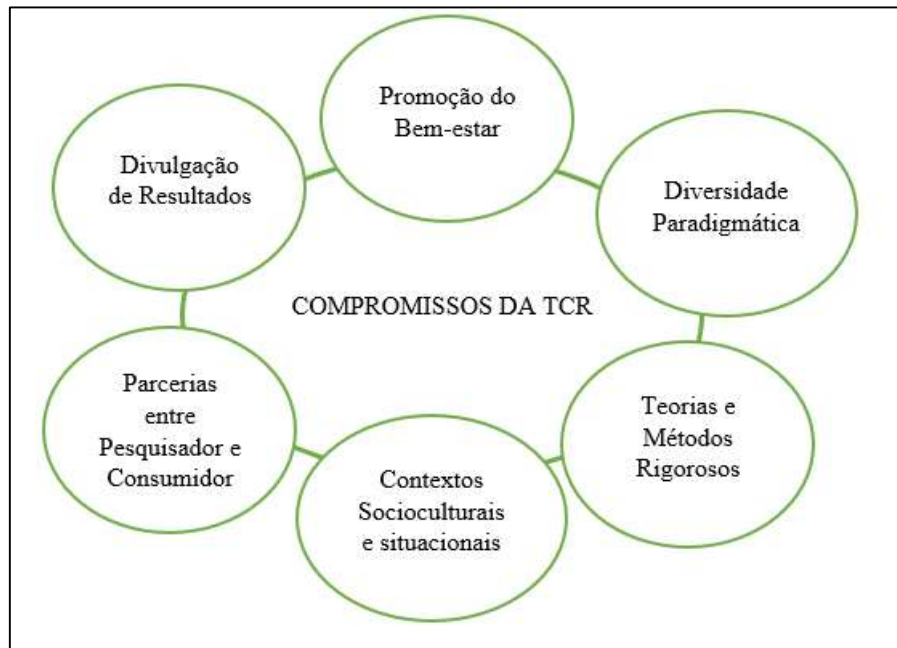 Promoção do
Bem-estar
Diversidade
Paradigmática
Teorias e
Métodos
Rigorosos
Contextos
Socioculturais
e situacionais
Parcerias
entre
Pesquisador e
Consumidor
Divulgação
de Resultados
COMPROMISSOS DA TCR